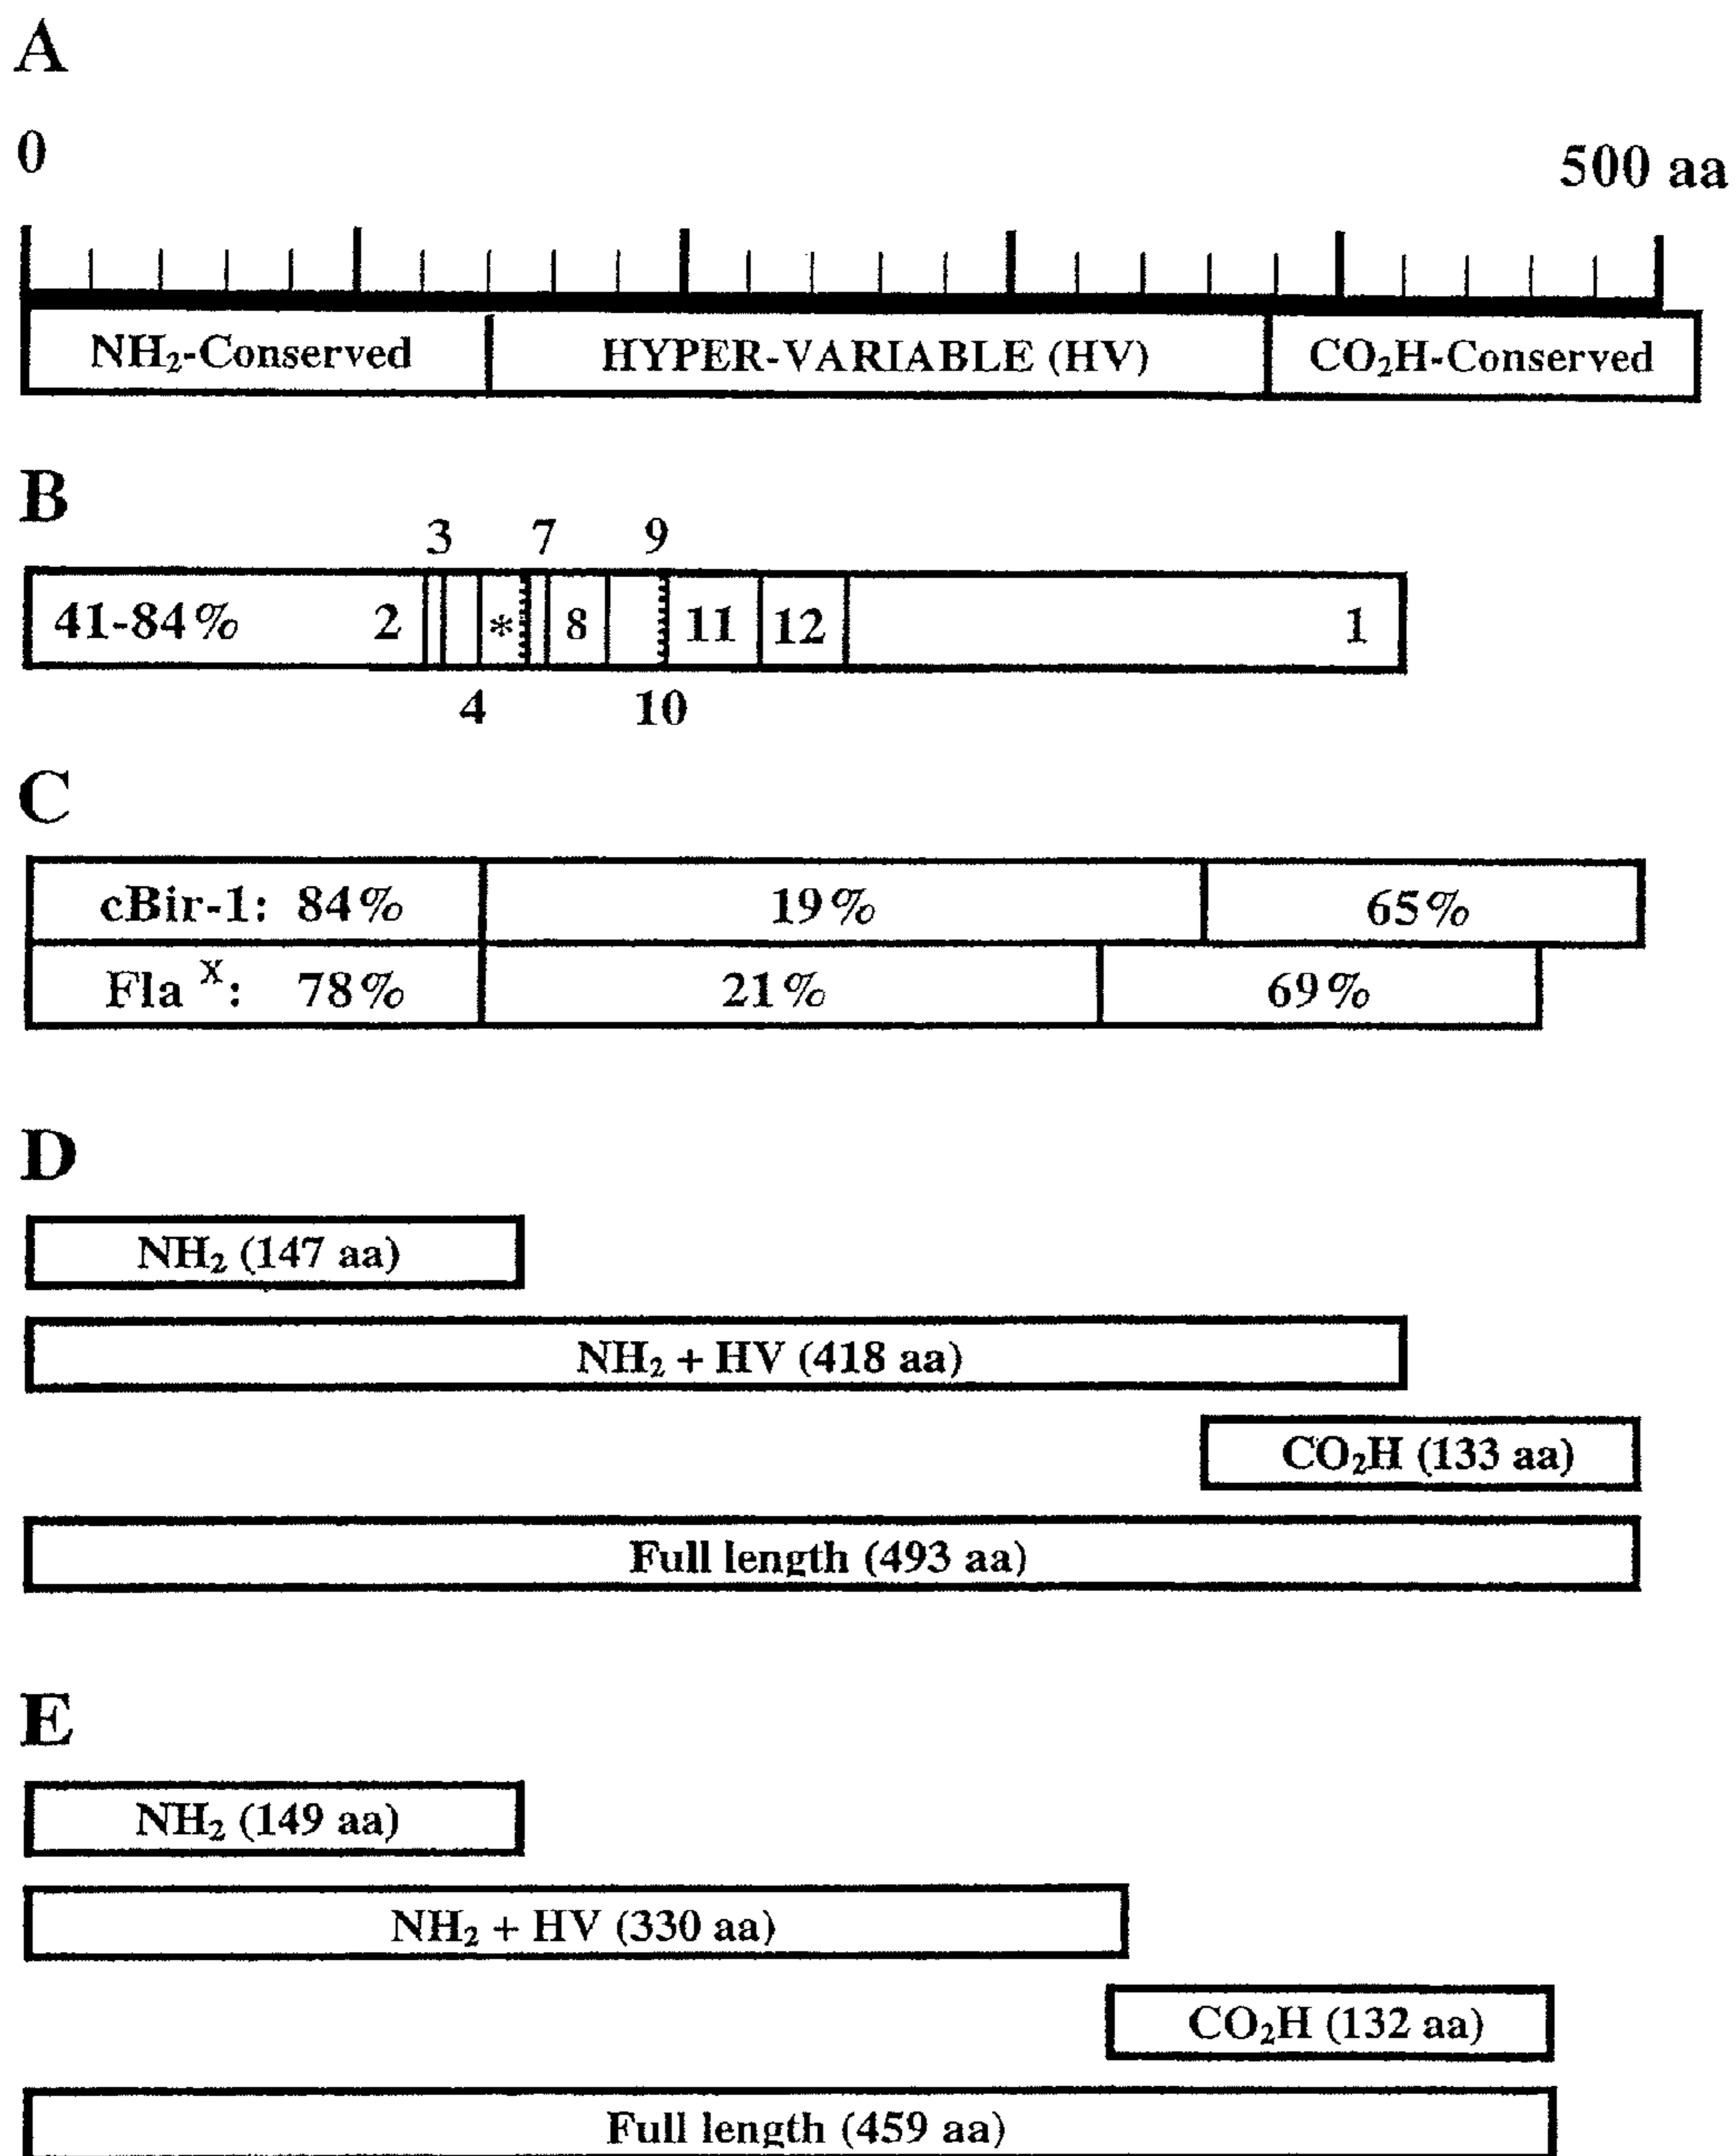 A
0 500 aa
NH₂-Conserved HYPER-VARIABLE (HV) CO₂H-Conserved
B
3 7 9
41-84% 2 * 8 11 12 1
4 10
C
cBir-1: 84% 19% 65%
Fla ˣ: 78% 21% 69%
D
NH₂ (147 aa)
NH₂ + HV (418 aa)
CO₂H (133 aa)
Full length (493 aa)
E
NH₂ (149 aa)
NH₂ + HV (330 aa)
CO₂H (132 aa)
Full length (459 aa)